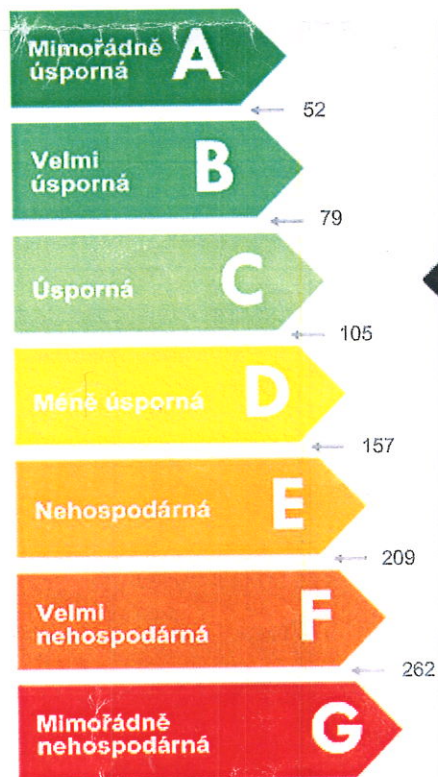 Mimořádně
úsporná
A
52
Velmi
úsporná
B
79
Úsporná
C
105
Méně úsporná
D
157
Nehospodárná
E
209
Velmi
nehospodárná
F
262
Mimořádně
nehospodárná
G